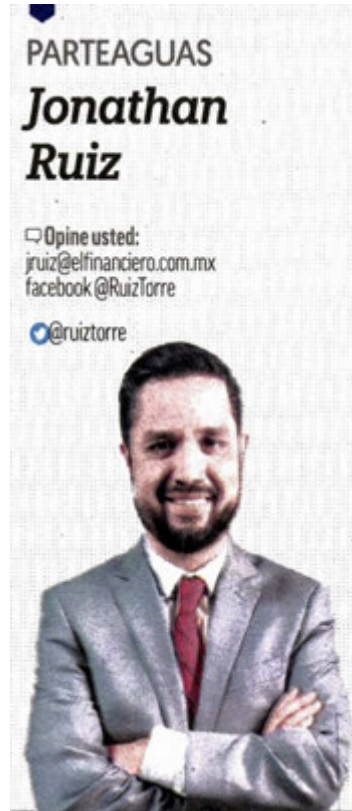 PARTEAGUAS
Jonathan
Ruiz
Opine usted:
jruiz@elfinanciero.com.mx
facebook @RuizTorre
@ruiztorre